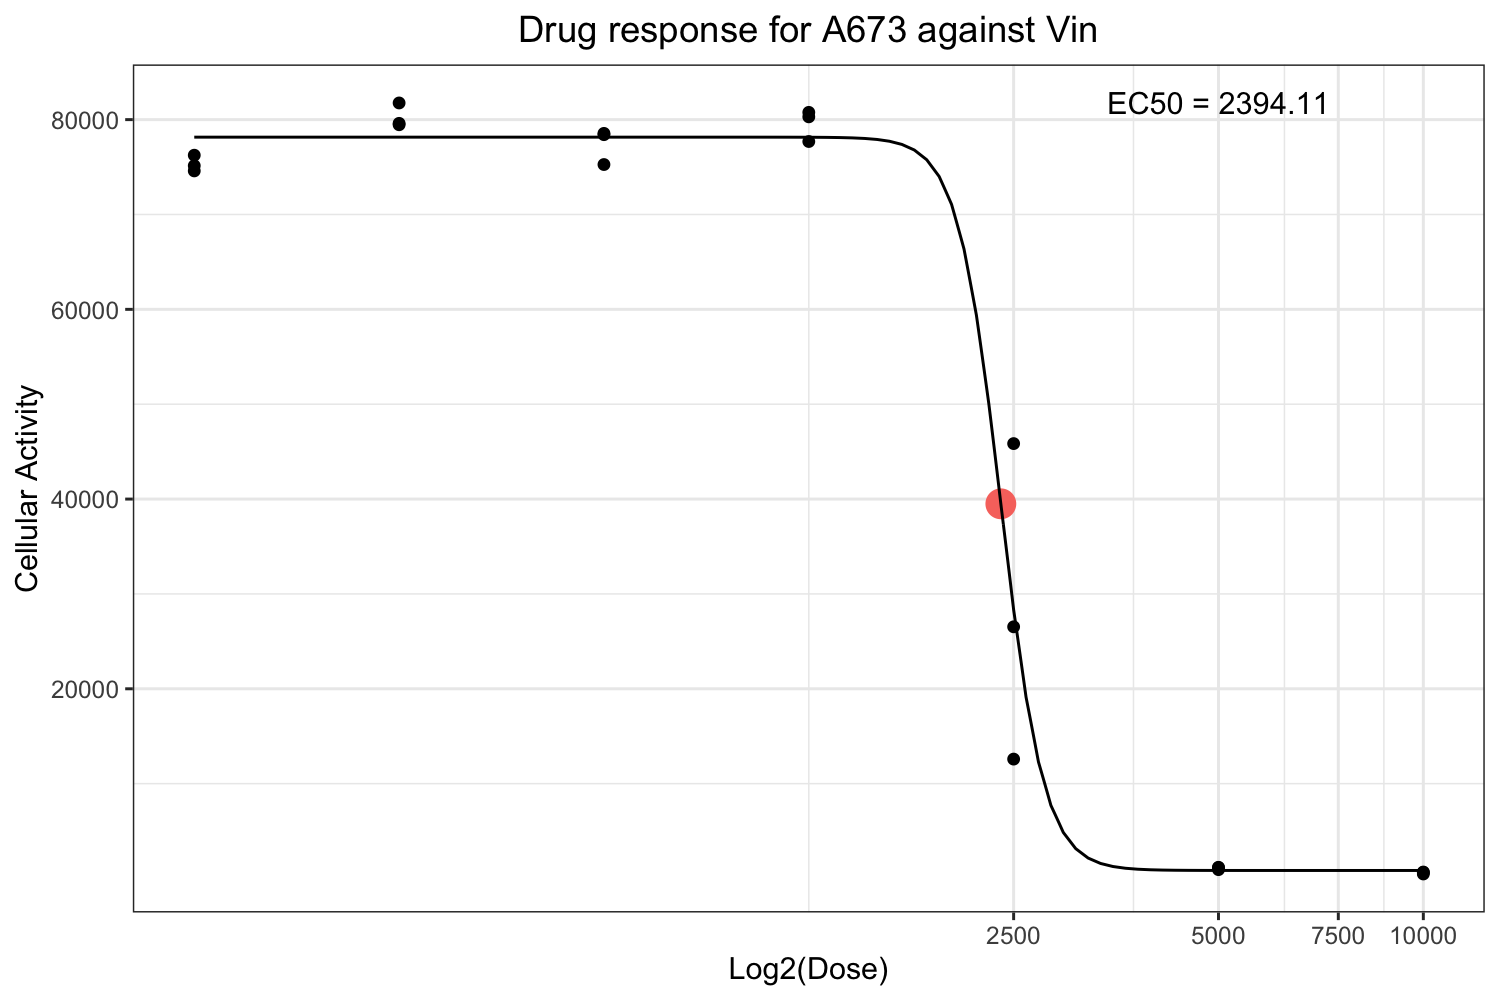 Drug response for A673 against Vin
EC50 = 2394.11
80000
60000
40000
20000
Cellular Activity
2500 5000 7500 10000
Log2(Dose)